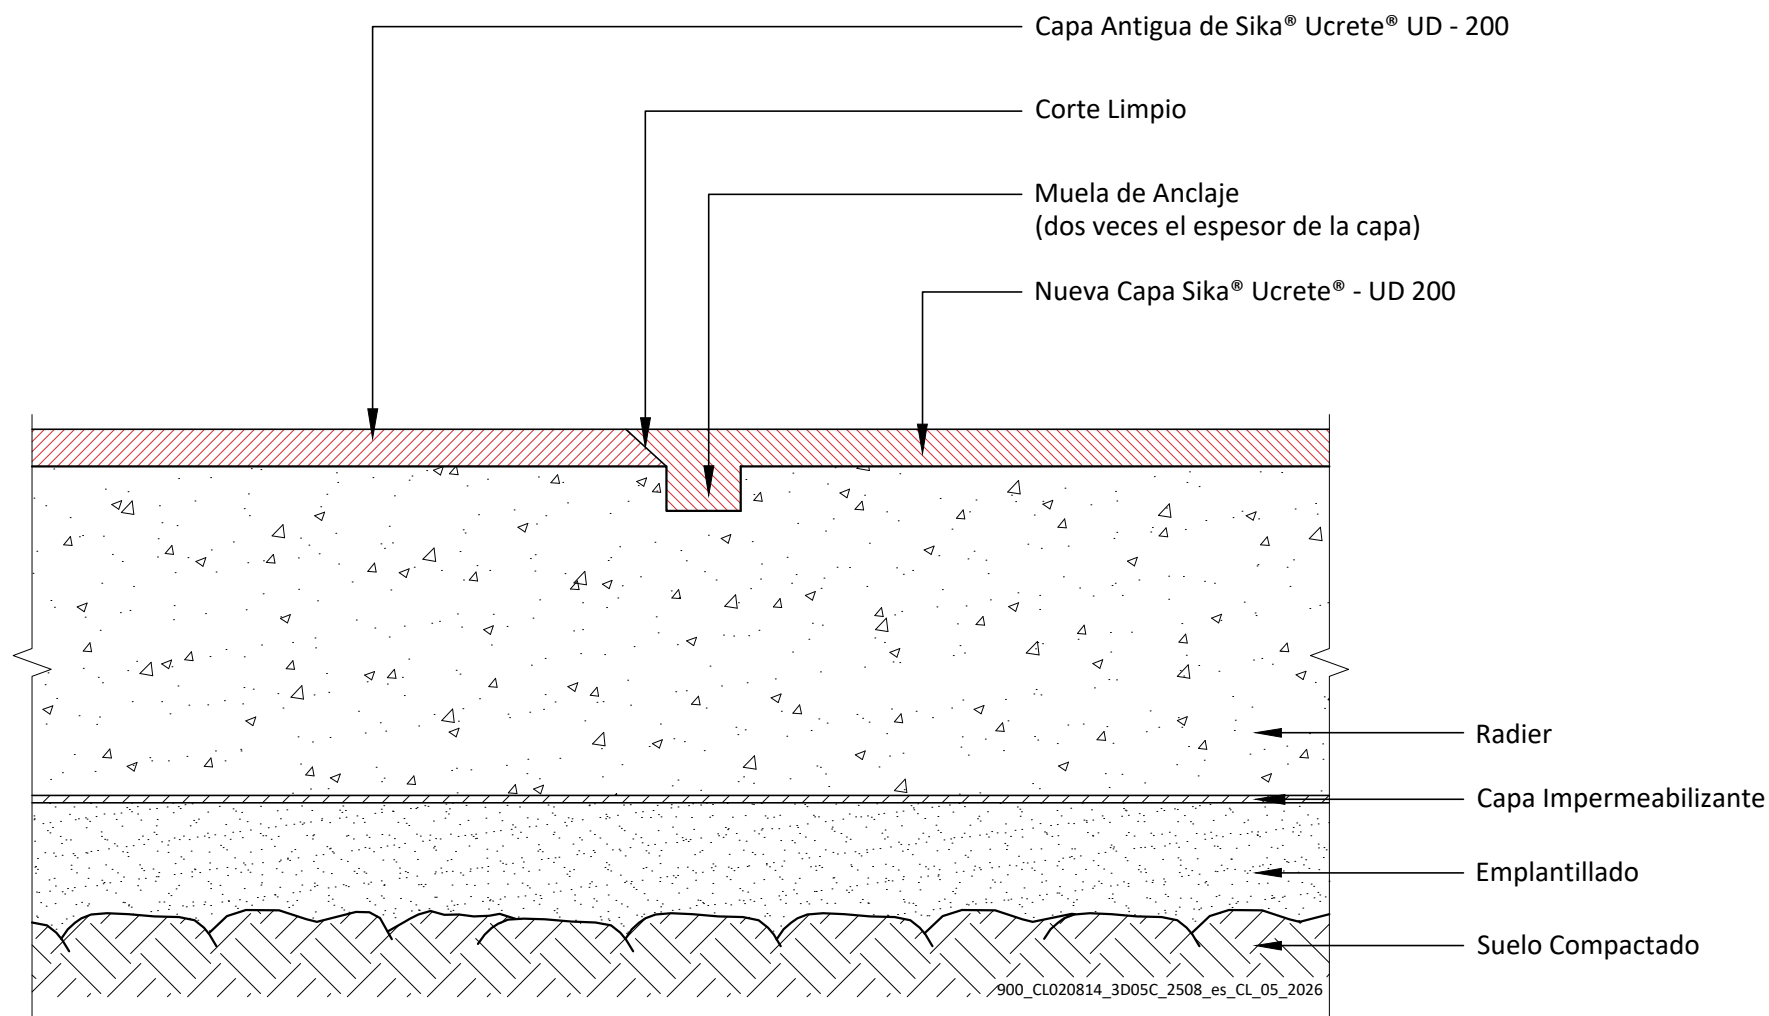 Capa Antigua de Sika® Ucrete® UD - 200
Corte Limpio
Muela de Anclaje
(dos veces el espesor de la capa)
Nueva Capa Sika® Ucrete® - UD 200
Radier
Capa Impermeabilizante
Emplantillado
Suelo Compactado
900_CL020814_3D05C_2508_es_CL_05_2026